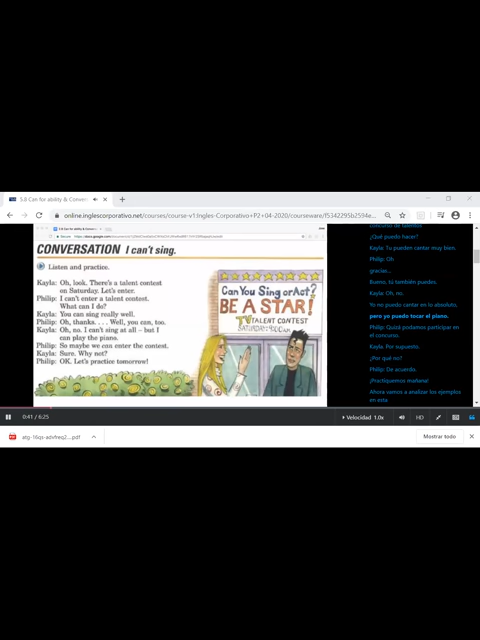 5.8 Can for ability & Convers
online.inglescorporativo.net/courses/course-v1:Ingles-Corporativo+P2+04-2020/courseware/f5342295b2594e...
CONVERSATION I can't sing.
Listen and practice.
Kayla: Oh, look. There's a talent contest
on Saturday. Let's enter.
Philip: I can't enter a talent contest.
What can I do?
Kayla: You can sing really well.
Philip: Oh, thanks. . . . Well, you can, too.
Kayla: Oh, no. I can't sing at all – but I
can play the piano.
Philip: So maybe we can enter the contest.
Kayla: Sure. Why not?
Philip: OK. Let's practice tomorrow!
Can You Sing or Act?
BE A STAR!
TV TALENT CONTEST
SATURDAY
concurso de talentos
¿Qué puedo hacer?
Kayla: Tu pueden cantar muy bien.
Philip: Oh
gracias...
Bueno, tú también puedes.
Kayla: Oh, no.
Yo no puedo cantar en lo absoluto,
pero yo puedo tocar el piano.
Philip: Quizá podamos participar en
el concurso.
Kayla. Por supuesto.
¿Por qué no?
Philip: De acuerdo.
¡Practiquemos mañana!
Ahora vamos a analizar los ejemplos
en esta
0:41 / 6:25
Velocidad 1.0x
HD
atg-16qs-advfreq2....pdf
Mostrar todo